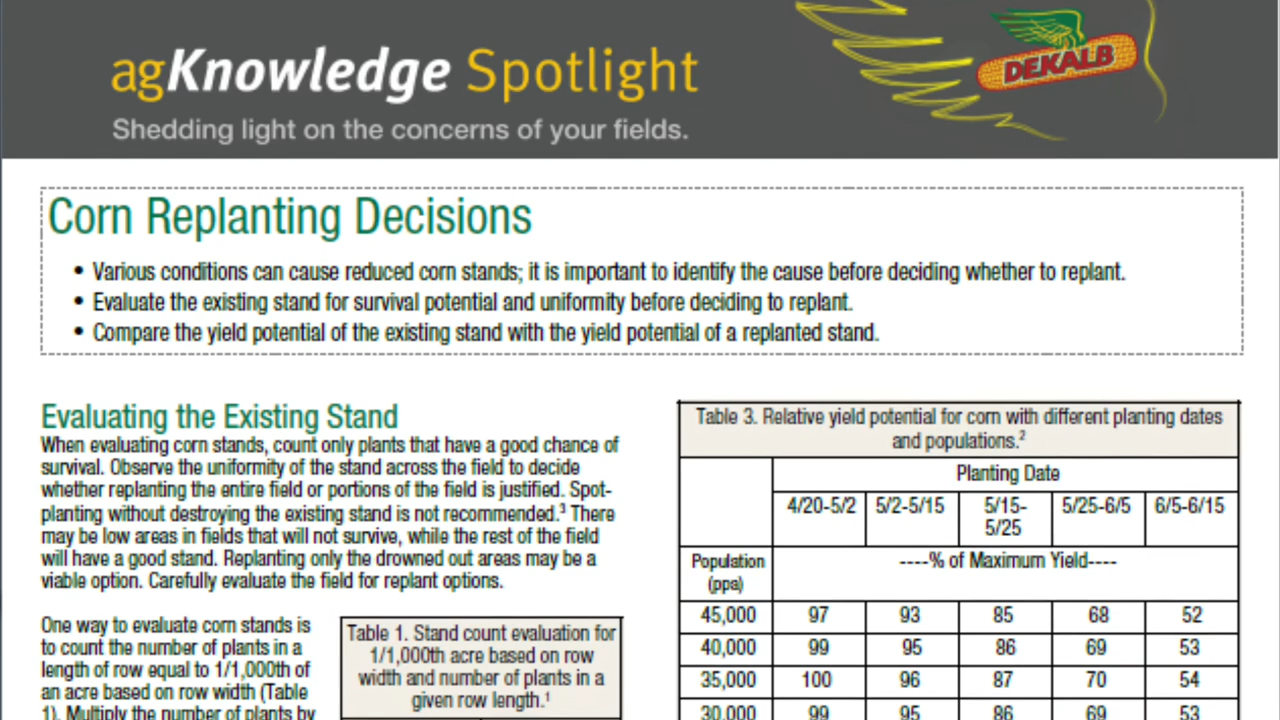 agKnowledge Spotlight
Shedding light on the concerns of your fields.
DEKALB
Corn Replanting Decisions
• Various conditions can cause reduced corn stands; it is important to identify the cause before deciding whether to replant.
• Evaluate the existing stand for survival potential and uniformity before deciding to replant.
• Compare the yield potential of the existing stand with the yield potential of a replanted stand.
Evaluating the Existing Stand
When evaluating corn stands, count only plants that have a good chance of
survival. Observe the uniformity of the stand across the field to decide
whether replanting the entire field or portions of the field is justified. Spot-
planting without destroying the existing stand is not recommended.³ There
may be low areas in fields that will not survive, while the rest of the field
will have a good stand. Replanting only the drowned out areas may be a
viable option. Carefully evaluate the field for replant options.
One way to evaluate corn stands is
to count the number of plants in a
length of row equal to 1/1,000th of
an acre based on row width (Table
1). Multiply the number of plants by
Table 1. Stand count evaluation for
1/1,000th acre based on row
width and number of plants in a
given row length.¹
Table 3. Relative yield potential for corn with different planting dates
and populations.²
Planting Date
4/20-5/2 5/2-5/15 5/15- 5/25-6/5 6/5-6/15
5/25
Population ----% of Maximum Yield----
(ppa)
45,000 97 93 85 68 52
40,000 99 95 86 69 53
35,000 100 96 87 70 54
30,000 99 95 86 69 53